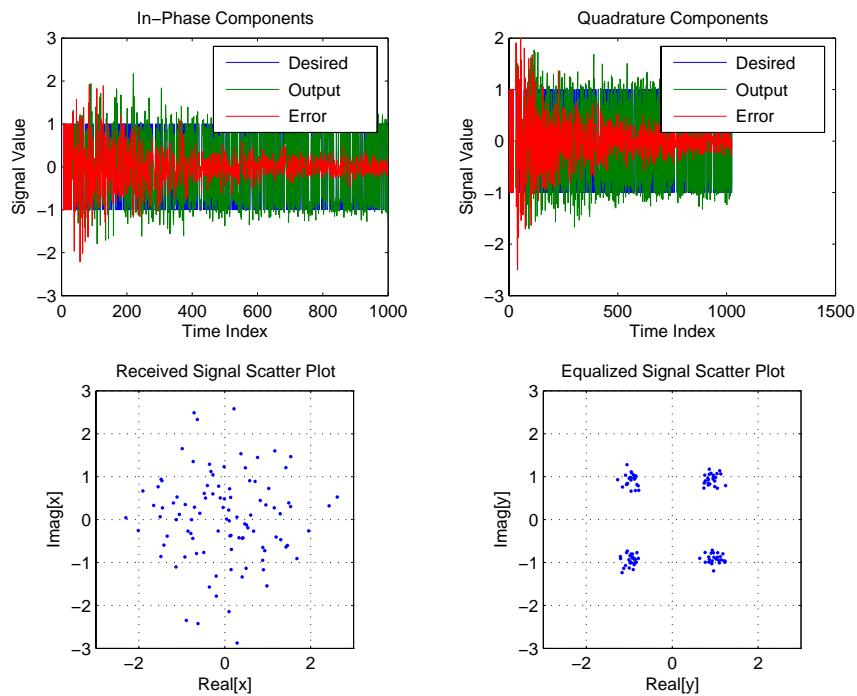 In−Phase Components
3
2
1
0
−1
−2
−3
Signal Value
0
200
400
600
800
1000
Time Index
Desired
Output
Error
Quadrature Components
2
1
0
−1
−2
−3
Signal Value
0
500
1000
1500
Time Index
Desired
Output
Error
Received Signal Scatter Plot
3
2
1
0
−1
−2
−3
Imag[x]
−2
0
2
Real[x]
Equalized Signal Scatter Plot
3
2
1
0
−1
−2
−3
Imag[y]
−2
0
2
Real[y]